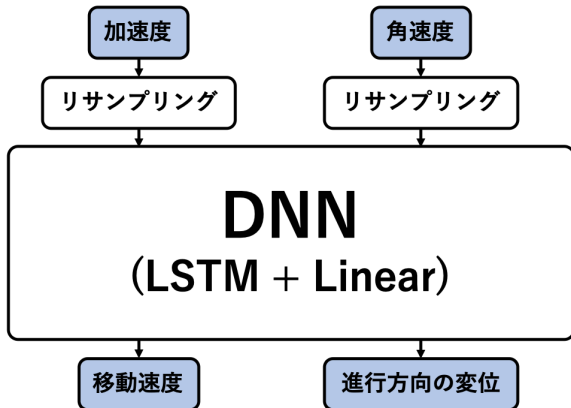 加速度
角速度
リサンプリング
リサンプリング
DNN
(LSTM + Linear)
移動速度
進行方向の変位